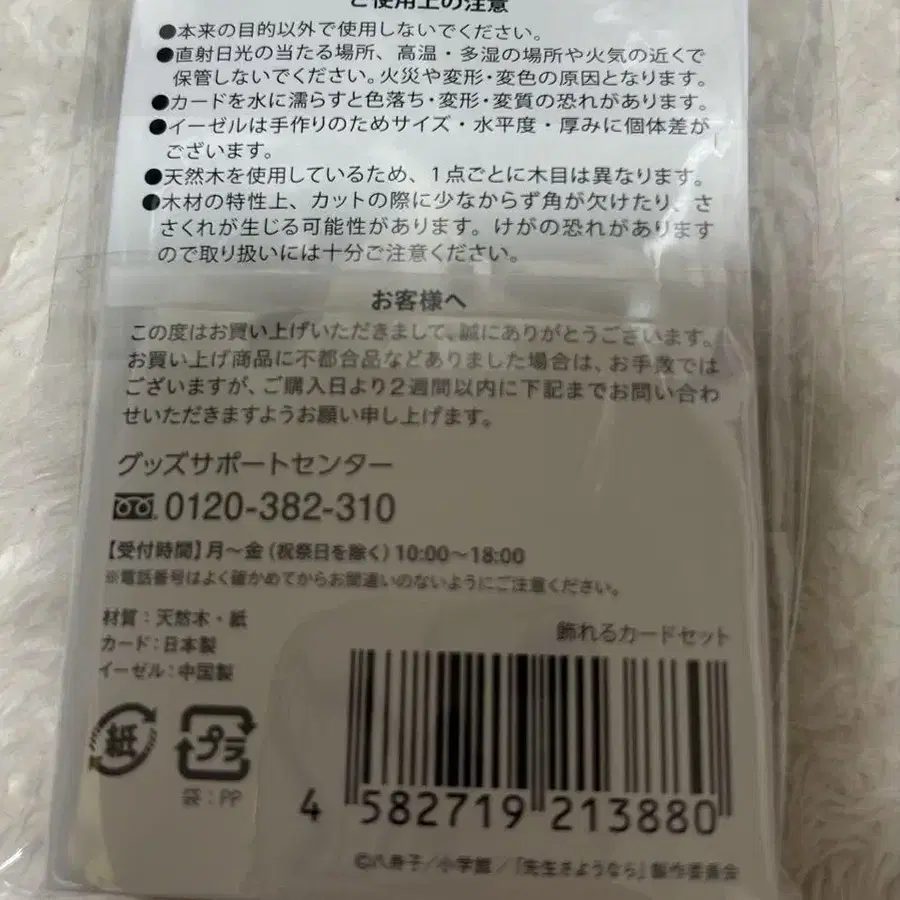 ご使用上の注意
●本来の目的以外で使用しないでください。
●直射日光の当たる場所、高温・多湿の場所や火気の近くで
保管しないでください。火災や変形・変色の原因となります。
●カードを水に濡らすと色落ち・変形・変質の恐れがあります。
●イーゼルは手作りのためサイズ・水平度・厚みに個体差が
ございます。
●天然木を使用しているため、1点ごとに木目は異なります。
●木材の特性上、カットの際に少なからず角が欠けたり、さ
さくれが生じる可能性があります。けがの恐れがあります
ので取り扱いには十分ご注意ください。
お客様へ
この度はお買い上げいただきまして、誠にありがとうございます。
お買い上げ商品に不都合品などありました場合は、お手数では
ございますが、ご購入日より2週間以内に下記までお問い合わ
せいただきますようお願い申し上げます。
グッズサポートセンター
0120-382-310
【受付時間】月～金(祝祭日を除く)10:00～18:00
※電話番号はよく確かめてからお間違いのないようにご注意ください。
材質:天然木・紙
カード:日本製
イーゼル:中国製
飾れるカードセット
紙
プラ
袋:PP
4 582719 213880
©八寿子/小学館/「先生さようなら」製作委員会